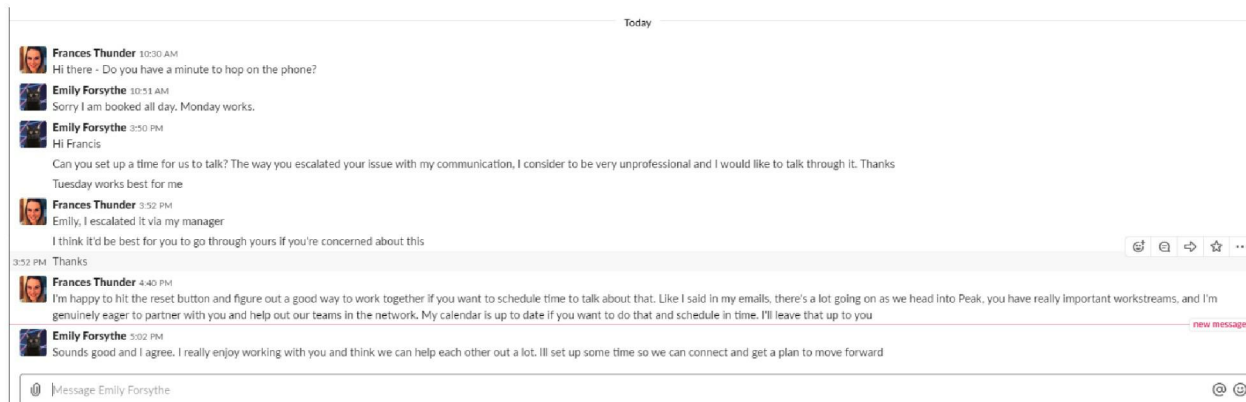 Today
Frances Thunder 10:30 AM
Hi there - Do you have a minute to hop on the phone?
Emily Forsythe 10:51 AM
Sorry I am booked all day. Monday works.
Emily Forsythe 3:50 PM
Hi Francis
Can you set up a time for us to talk? The way you escalated your issue with my communication, I consider to be very unprofessional and I would like to talk through it. Thanks
Tuesday works best for me
Frances Thunder 3:52 PM
Emily, I escalated it via my manager
I think it'd be best for you to go through yours if you're concerned about this
3:52 PM Thanks
Frances Thunder 4:40 PM
I'm happy to hit the reset button and figure out a good way to work together if you want to schedule time to talk about that. Like I said in my emails, there's a lot going on as we head into Peak, you have really important workstreams, and I'm
genuinely eager to partner with you and help out our teams in the network. My calendar is up to date if you want to do that and schedule in time. I'll leave that up to you
new message
Emily Forsythe 5:02 PM
Sounds good and I agree. I really enjoy working with you and think we can help each other out a lot. Ill set up some time so we can connect and get a plan to move forward
Message Emily Forsythe